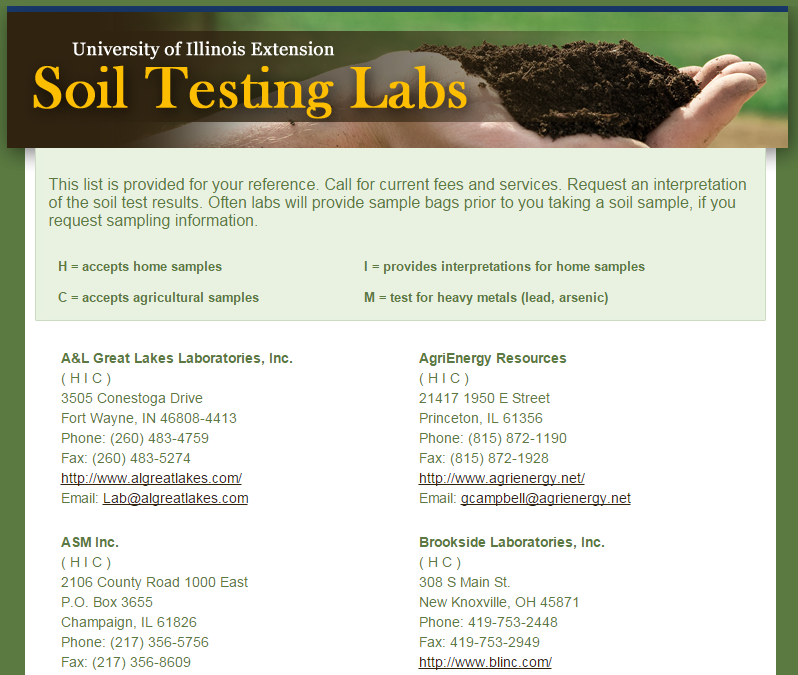 University of Illinois Extension
Soil Testing Labs
This list is provided for your reference. Call for current fees and services. Request an interpretation
of the soil test results. Often labs will provide sample bags prior to you taking a soil sample, if you
request sampling information.
H = accepts home samples
I = provides interpretations for home samples
C = accepts agricultural samples
M = test for heavy metals (lead, arsenic)
A&L Great Lakes Laboratories, Inc.
( H I C )
3505 Conestoga Drive
Fort Wayne, IN 46808-4413
Phone: (260) 483-4759
Fax: (260) 483-5274
http://www.algreatlakes.com/
Email: Lab@algreatlakes.com
AgriEnergy Resources
( H I C )
21417 1950 E Street
Princeton, IL 61356
Phone: (815) 872-1190
Fax: (815) 872-1928
http://www.agrienergy.net/
Email: gcampbell@agrienergy.net
ASM Inc.
( H I C )
2106 County Road 1000 East
P.O. Box 3655
Champaign, IL 61826
Phone: (217) 356-5756
Fax: (217) 356-8609
Brookside Laboratories, Inc.
( H C )
308 S Main St.
New Knoxville, OH 45871
Phone: 419-753-2448
Fax: 419-753-2949
http://www.blinc.com/